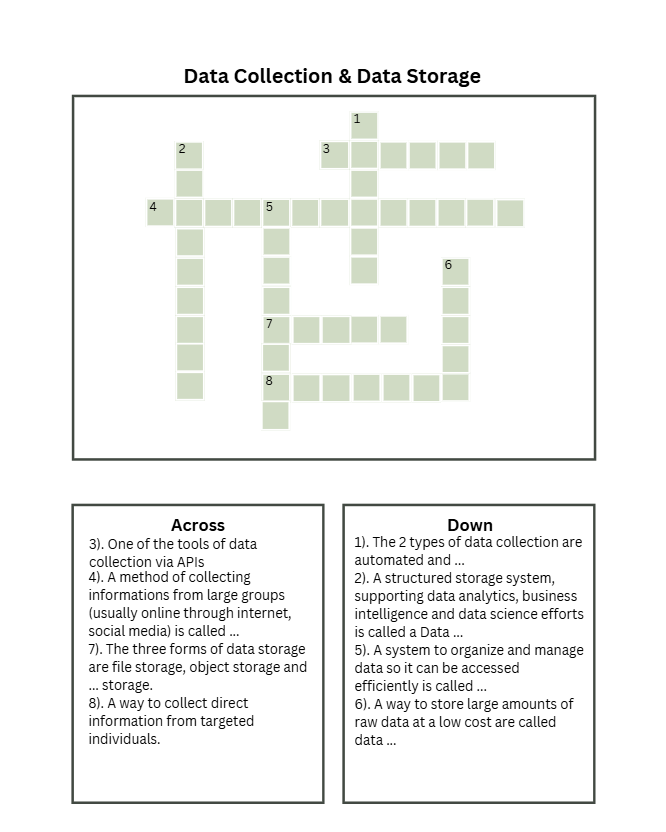 Data Collection & Data Storage
1
2
3
4
5
6
7
8
Across
3). One of the tools of data
collection via APIs
4). A method of collecting
informations from large groups
(usually online through internet,
social media) is called ...
7). The three forms of data storage
are file storage, object storage and
... storage.
8). A way to collect direct
information from targeted
individuals.
Down
1). The 2 types of data collection are
automated and ...
2). A structured storage system,
supporting data analytics, business
intelligence and data science efforts
is called a Data ...
5). A system to organize and manage
data so it can be accessed
efficiently is called ...
6). A way to store large amounts of
raw data at a low cost are called
data ...